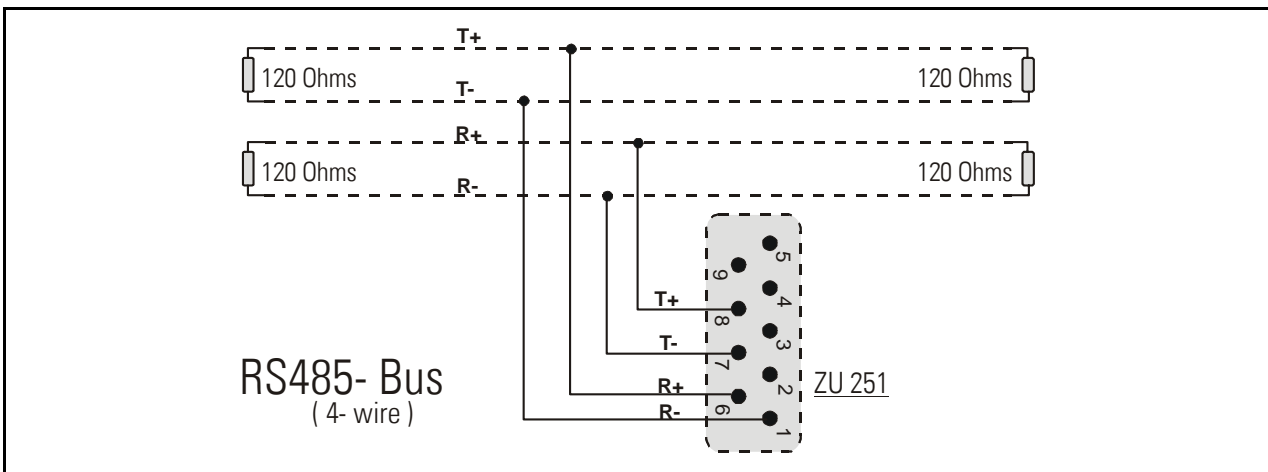 T+
120 Ohms 120 Ohms
T-
R+
120 Ohms 120 Ohms
R-
5
9
4
T+
8
3
T-
7
RS485- Bus
R+
2
ZU 251
( 4- wire )
R-
6
1